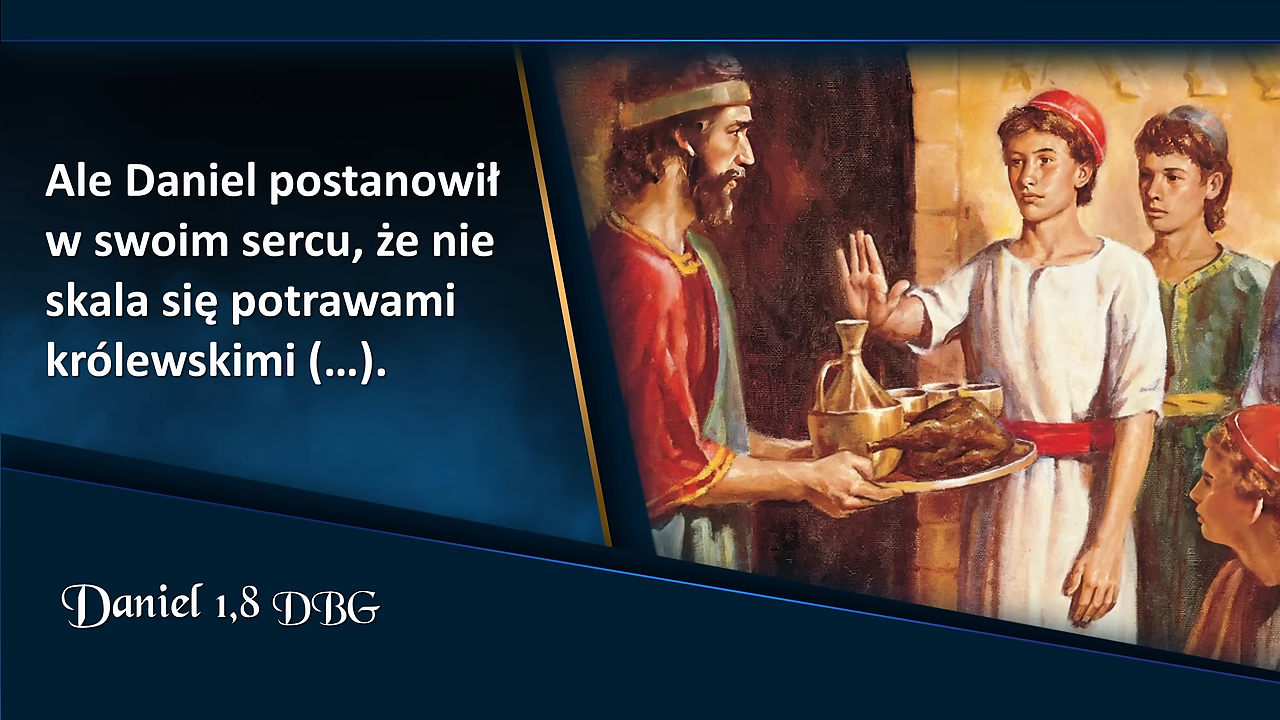 Ale Daniel postanowił
w swoim sercu, że nie
skala się potrawami
królewskimi (...).
Daniel 1,8 DBG